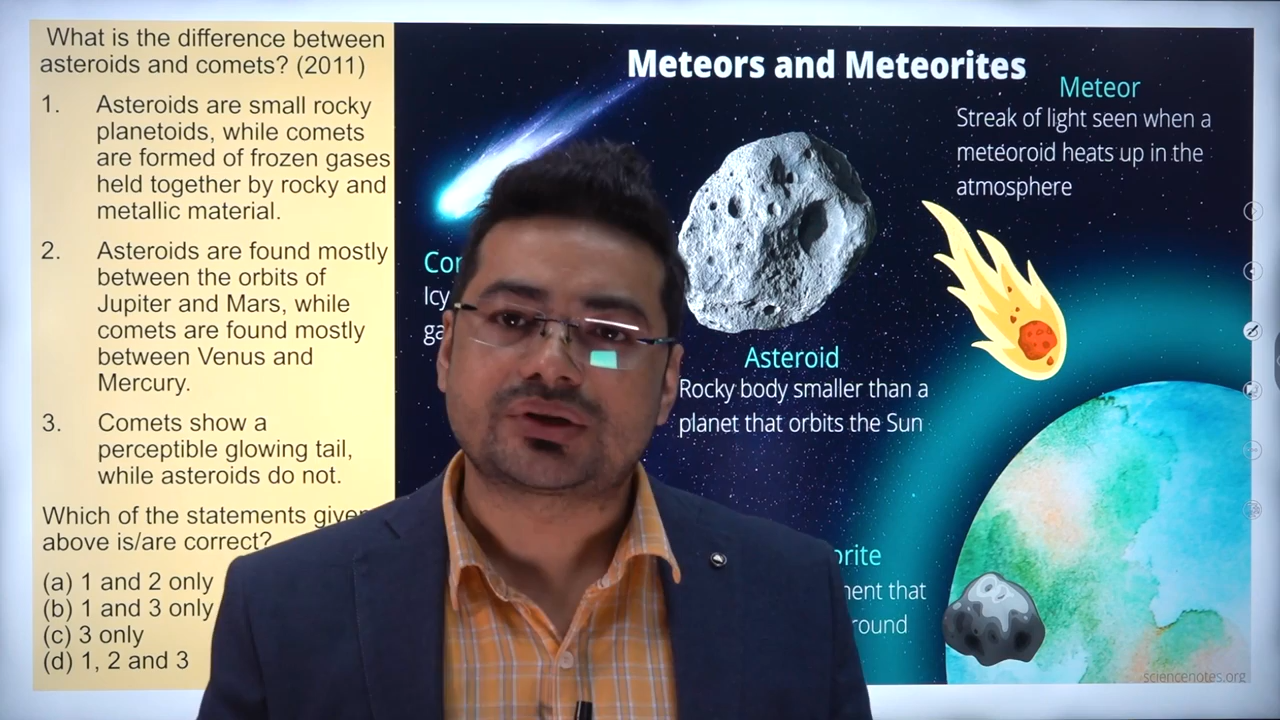 What is the difference between
asteroids and comets? (2011)
1. Asteroids are small rocky
planetoids, while comets
are formed of frozen gases
held together by rocky and
metallic material.
2. Asteroids are found mostly
between the orbits of
Jupiter and Mars, while
comets are found mostly
between Venus and
Mercury.
3. Comets show a
perceptible glowing tail,
while asteroids do not.
Which of the statements
above is/are correct?
(a) 1 and 2 only
(b) 1 and 3 only
(c) 3 only
(d) 1, 2 and 3
Meteors and Meteorites
Meteor
Streak of light seen when a
meteoroid heats up in the
atmosphere
Icy
Asteroid
Rocky body smaller than a
planet that orbits the Sun
that
sciencenotes.org